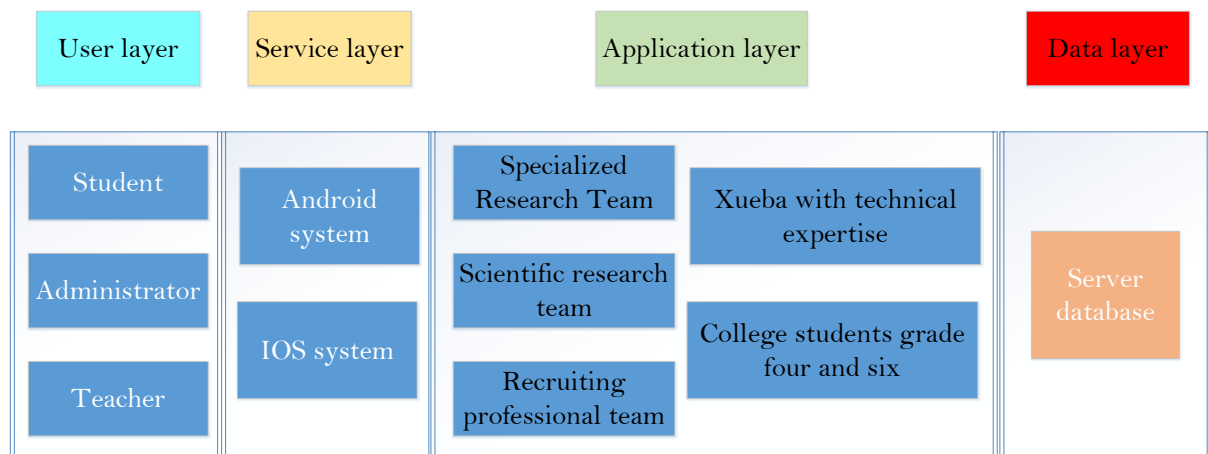 User layer
Service layer
Application layer
Data layer
Student
Administrator
Teacher
Android
system
IOS system
Specialized
Research Team
Scientific research
team
Recruiting
professional team
Xueba with technical
expertise
College students grade
four and six
Server
database